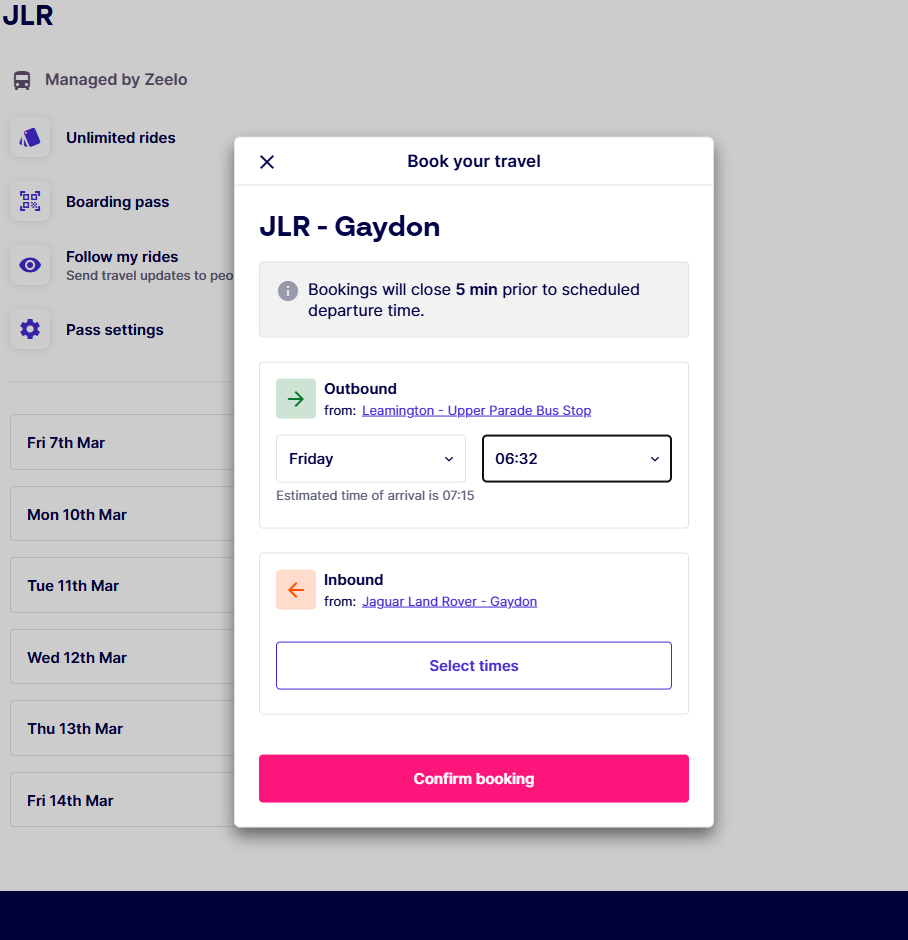 JLR
Managed by Zeelo
Unlimited rides
Boarding pass
Follow my rides
Send travel updates to peo
Pass settings
Fri 7th Mar
Mon 10th Mar
Tue 11th Mar
Wed 12th Mar
Thu 13th Mar
Fri 14th Mar
Book your travel
JLR - Gaydon
Bookings will close 5 min prior to scheduled
departure time.
Outbound
from: Leamington - Upper Parade Bus Stop
Friday
06:32
Estimated time of arrival is 07:15
Inbound
from: Jaguar Land Rover - Gaydon
Select times
Confirm booking